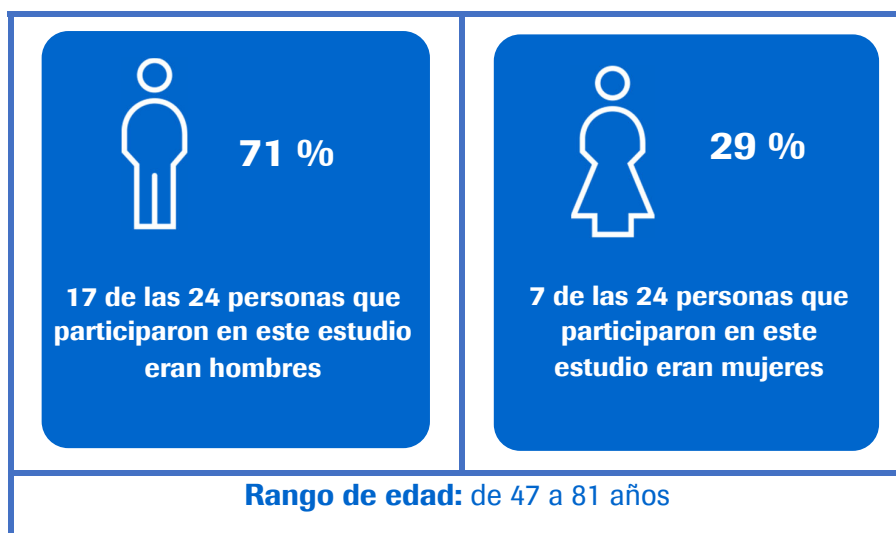 71 %
17 de las 24 personas que
participaron en este estudio
eran hombres
29 %
7 de las 24 personas que
participaron en este
estudio eran mujeres
Rango de edad: de 47 a 81 años